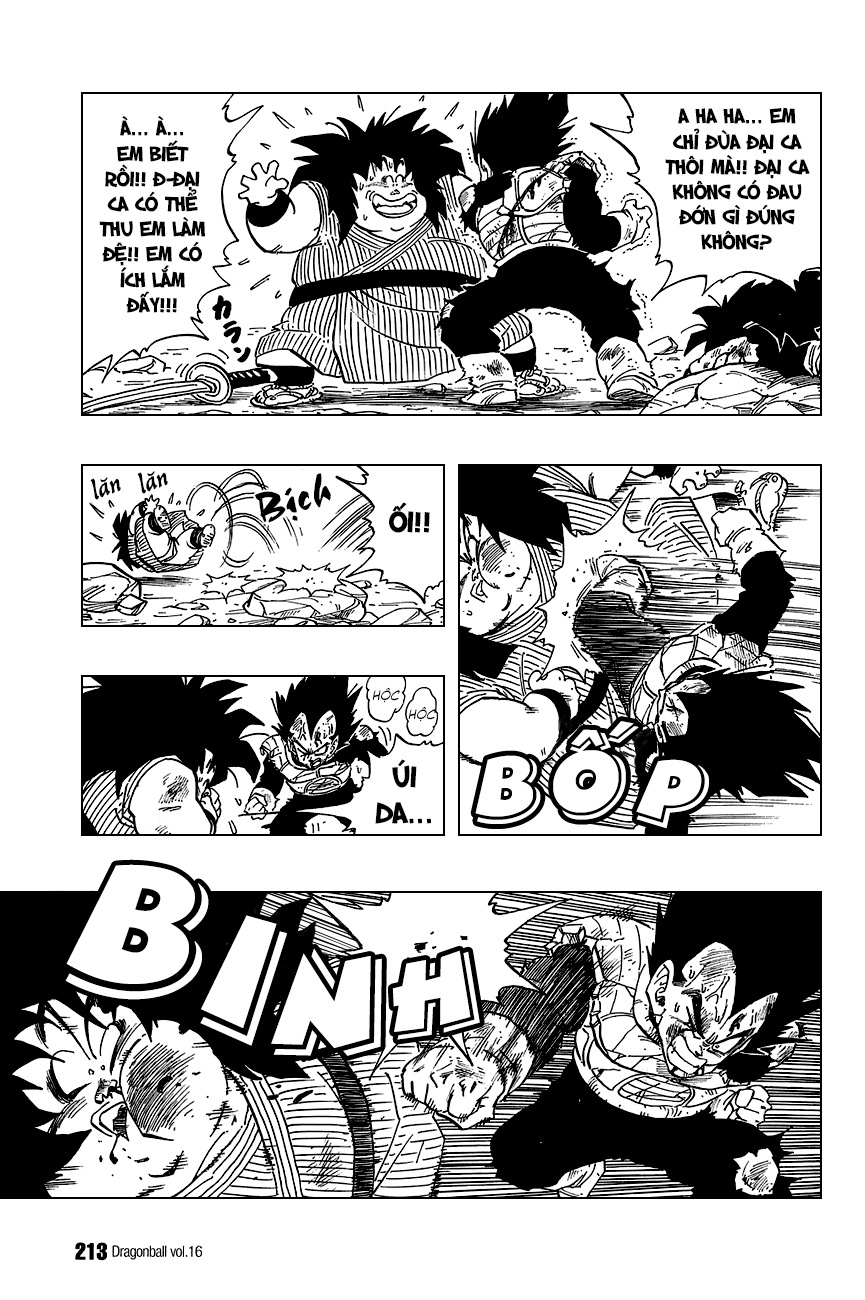 A HA HA... EM
CHỈ ĐÙA ĐẠI CA
THÔI MÀ!! ĐẠI CA
KHÔNG CÓ ĐAU
ĐỚN GÌ ĐÚNG
KHÔNG?
À... À...
EM BIẾT
RỒI!! Đ-ĐẠI
CA CÓ THỂ
THU EM LÀM
ĐỆ!! EM CÓ
ÍCH LẮM
ĐẤY!!!
カラン
BỐP
ỐI!!
Bịch
lăn lăn
HỘC
HỘC
ÚI
DA...
BINH
213 Dragonball vol.16